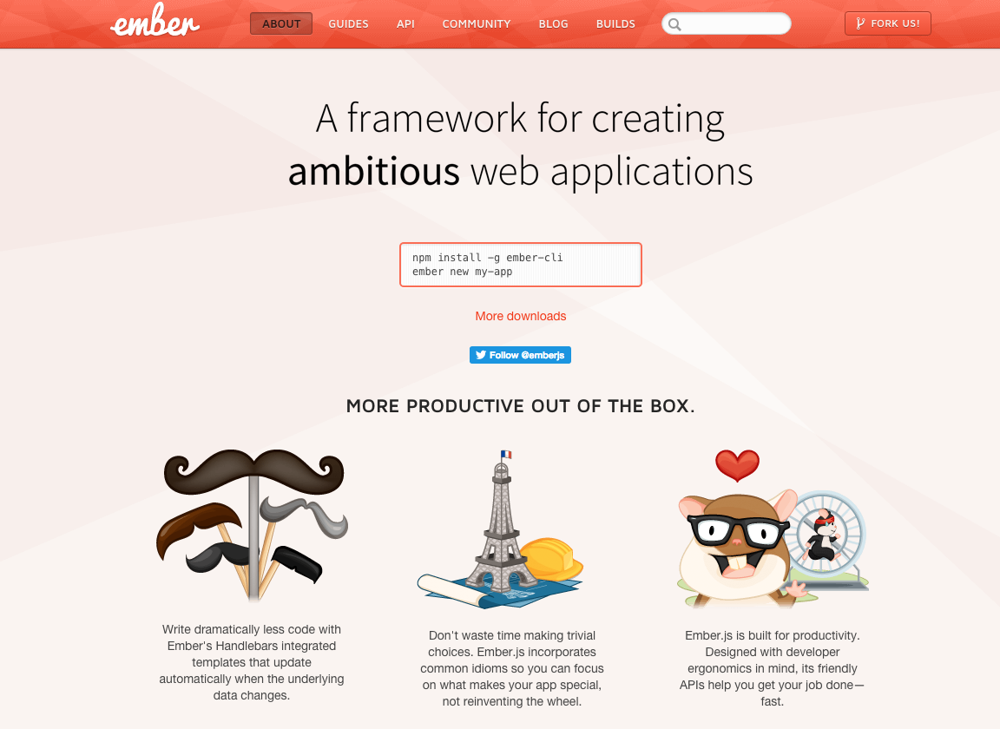 ember
ABOUT
GUIDES
API
COMMUNITY
BLOG
BUILDS
FORK US!
A framework for creating
ambitious web applications
npm install -g ember-cli
ember new my-app
More downloads
Follow @emberjs
MORE PRODUCTIVE OUT OF THE BOX.
Write dramatically less code with
Ember's Handlebars integrated
templates that update
automatically when the underlying
data changes.
Don't waste time making trivial
choices. Ember.js incorporates
common idioms so you can focus
on what makes your app special,
not reinventing the wheel.
Ember.js is built for productivity.
Designed with developer
ergonomics in mind, its friendly
APIs help you get your job done—
fast.